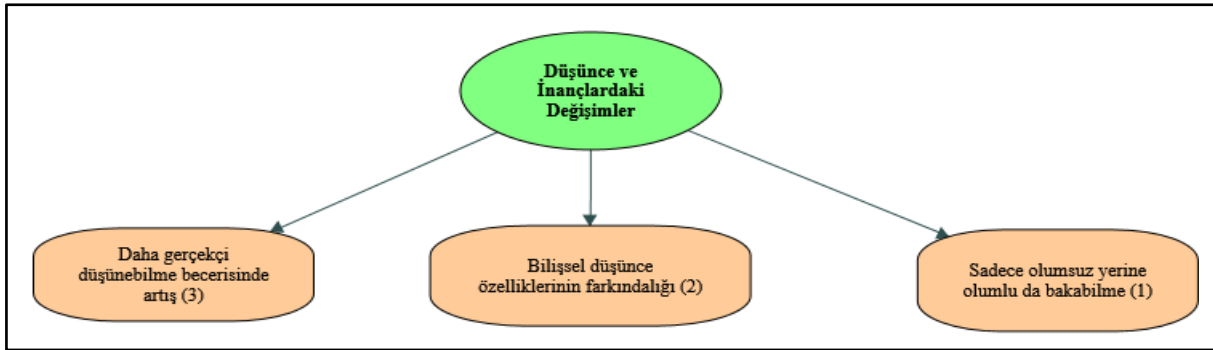 Düşünce ve
İnançlardaki
Değişimler
Daha gerçekçi
düşünebilme becerisinde
artış (3)
Bilişsel düşünce
özelliklerinin farkındalığı (2)
Sadece olumsuz yerine
olumlu da bakabilme (1)